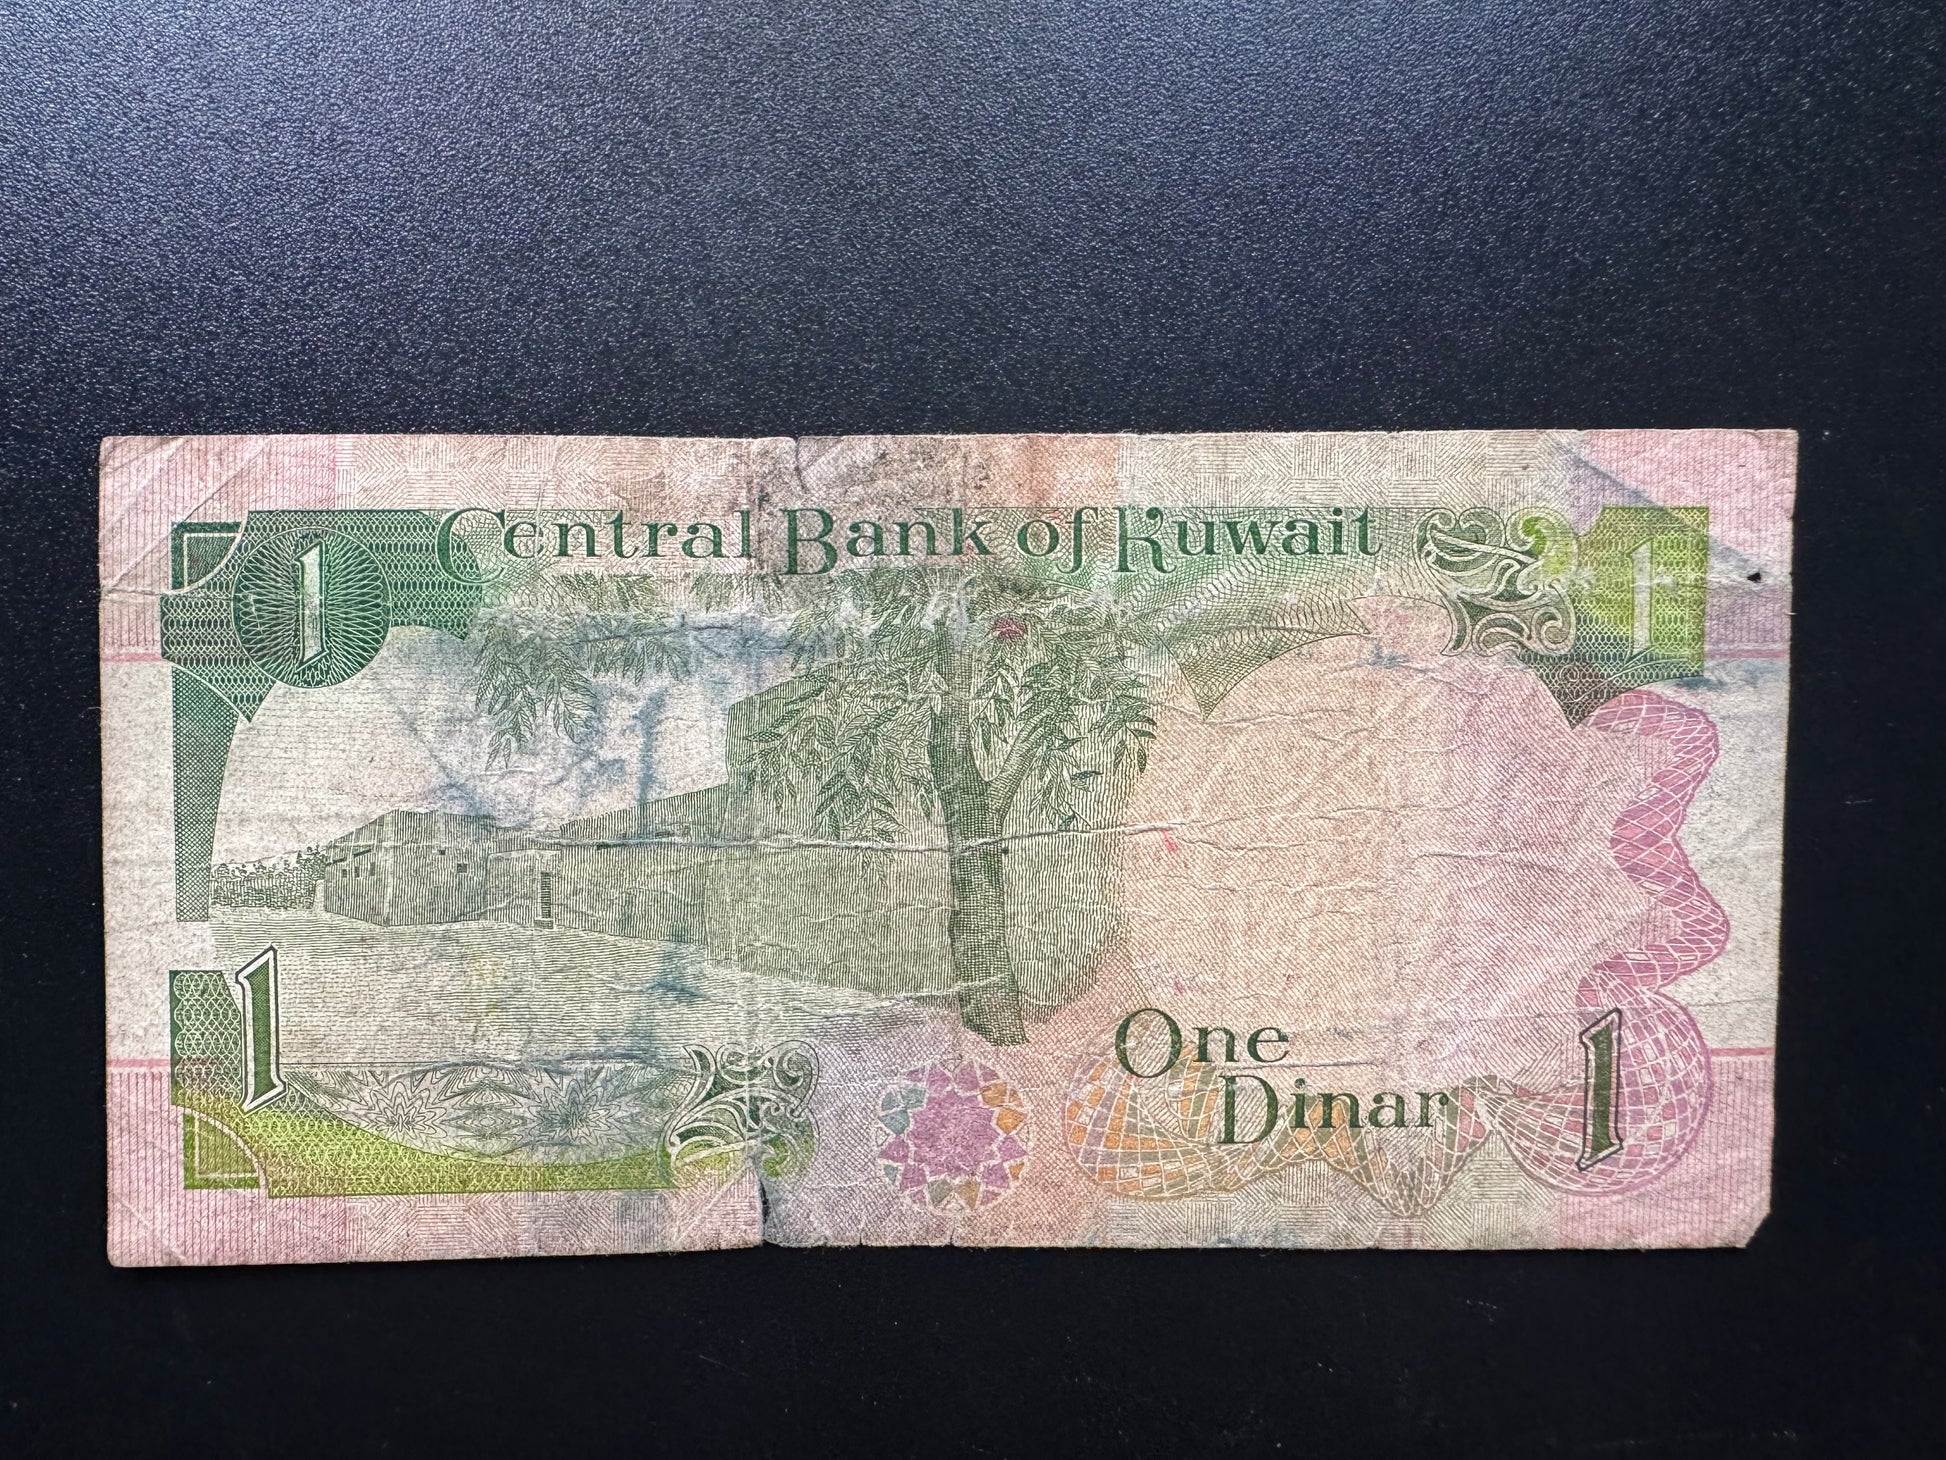 1 Central Bank of Kuwait 1
1 One
Dinar 1